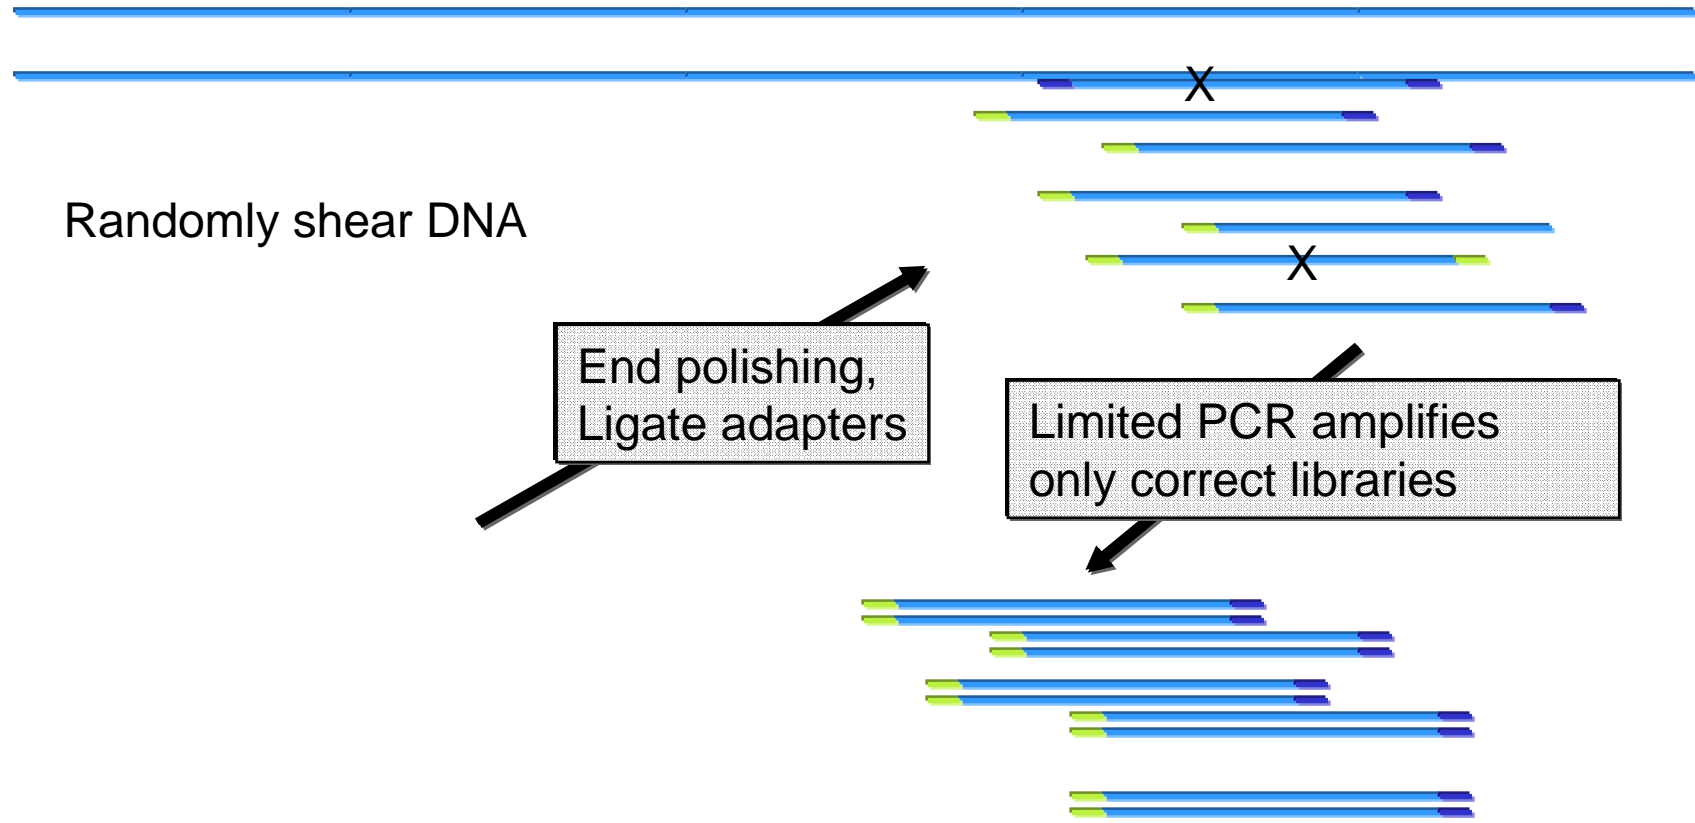 X
Randomly shear DNA
X
End polishing,
Ligate adapters
Limited PCR amplifies
only correct libraries